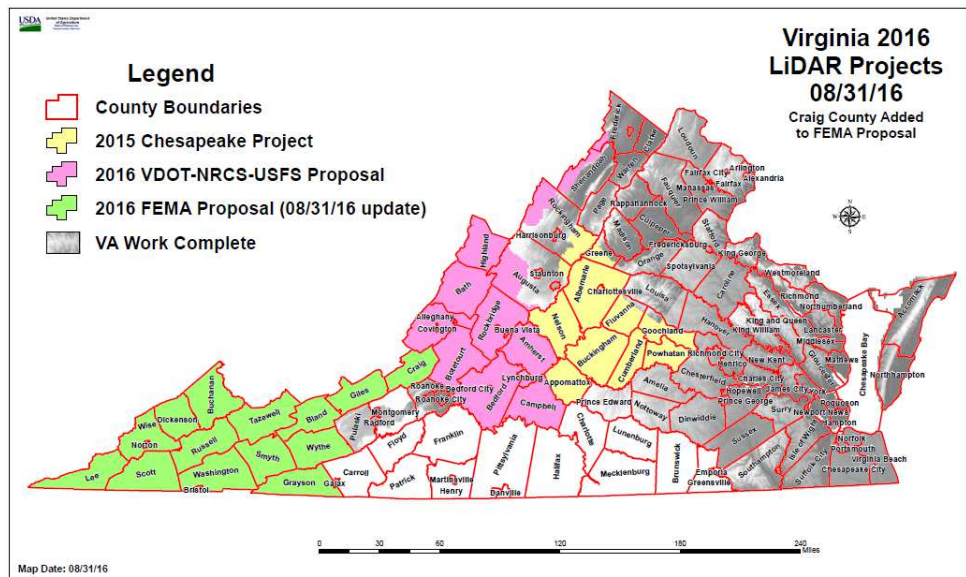 USDA
United States Department
of Agriculture
Virginia 2016
LiDAR Projects
08/31/16
Craig County Added
to FEMA Proposal
Legend
County Boundaries
2015 Chesapeake Project
2016 VDOT-NRCS-USFS Proposal
2016 FEMA Proposal (08/31/16 update)
VA Work Complete
Frederick
Clarke
Loudoun
Shenandoah
Warren
Fauquier
Arlington
Fairfax City
Fairfax
Alexandria
Manassas
Prince William
Rappahannock
Page
Rockingham
Harrisonburg
Madison
Culpeper
Stafford
Greene
Orange
Fredericksburg
King George
Highland
Augusta
Staunton
Albemarle
Charlottesville
Louisa
Spotsylvania
Caroline
Westmoreland
Essex
Richmond
Northumberland
Accomack
Bath
Rockbridge
Nelson
Fluvanna
Goochland
Hanover
King and Queen
King William
Lancaster
Middlesex
Alleghany
Covington
Buena Vista
Amherst
Buckingham
Cumberland
Powhatan
Richmond City
Henrico
New Kent
Gloucester
Mathews
Chesapeake Bay
Northhampton
Craig
Botetourt
Lynchburg
Appomattox
Amelia
Chesterfield
Charles City
James City
York
Hopewell
Prince George
Poquoson
Newport News
Hampton
Buchanan
Giles
Roanoke
Roanoke City
Bedford City
Bedford
Campbell
Prince Edward
Nottoway
Dinwiddie
Surry
Sussex
Isle of Wight
Norfolk
Portsmouth
Virginia Beach
Chesapeake City
Suffolk City
Southampton
Wise
Dickenson
Tazewell
Bland
Montgomery
Radford
Pulaski
Floyd
Franklin
Pittsylvania
Charlotte
Lunenburg
Norton
Russell
Smyth
Wythe
Lee
Scott
Washington
Bristol
Grayson
Galax
Carroll
Patrick
Martinsville
Henry
Danville
Halifax
Mecklenburg
Brunswick
Emporia
Greensville
0 30 60 120 180 240
Miles
Map Date: 08/31/16